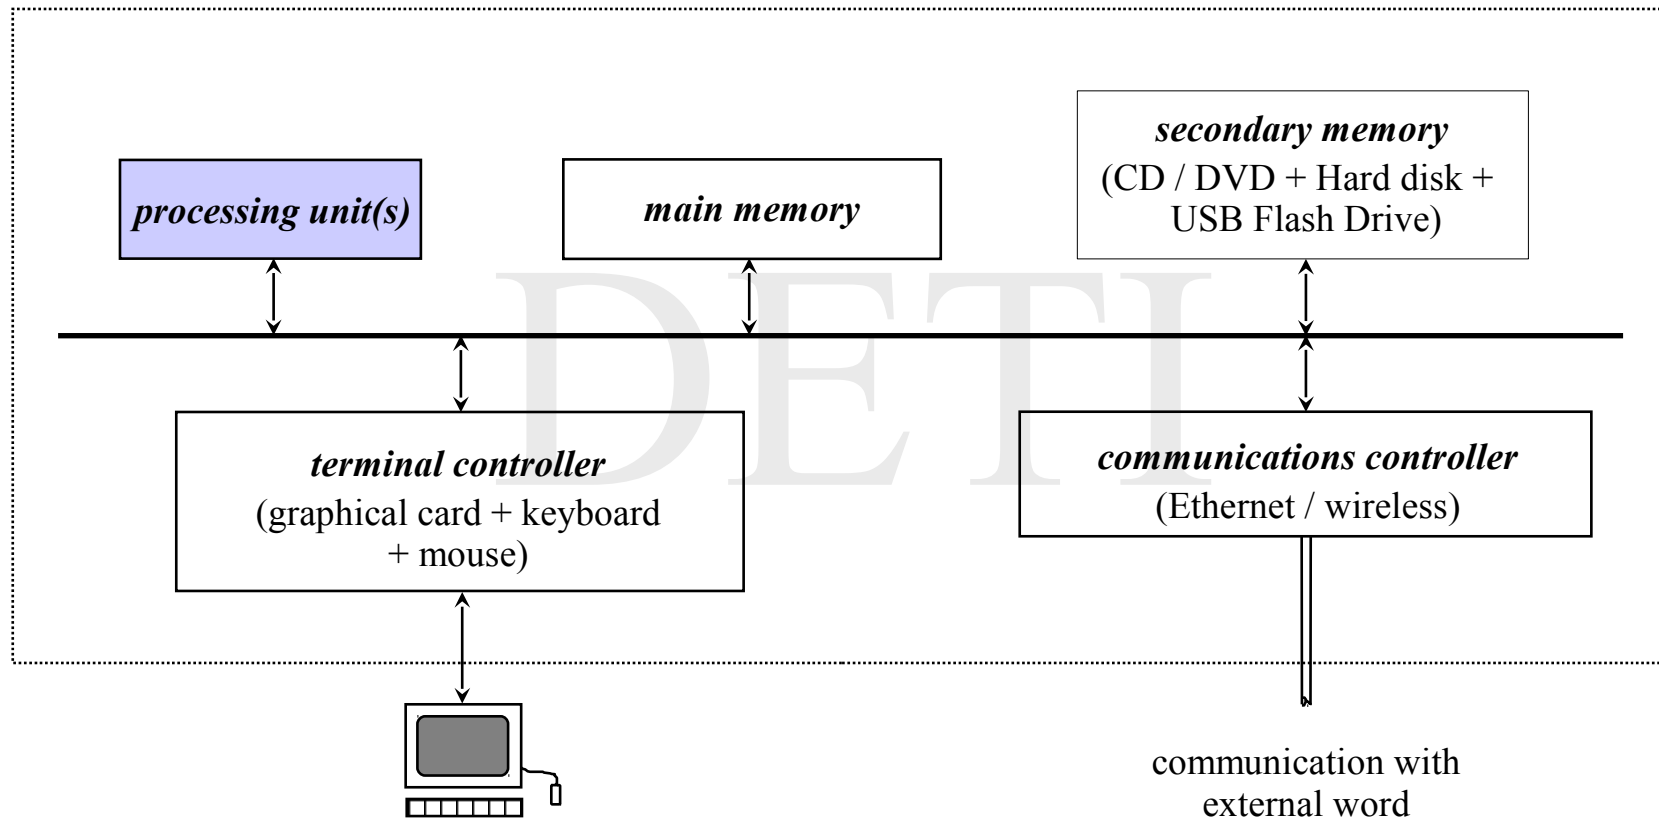 processing unit(s)
main memory
secondary memory
(CD / DVD + Hard disk +
USB Flash Drive)
DETI
terminal controller
(graphical card + keyboard
+ mouse)
communications controller
(Ethernet / wireless)
communication with
external word